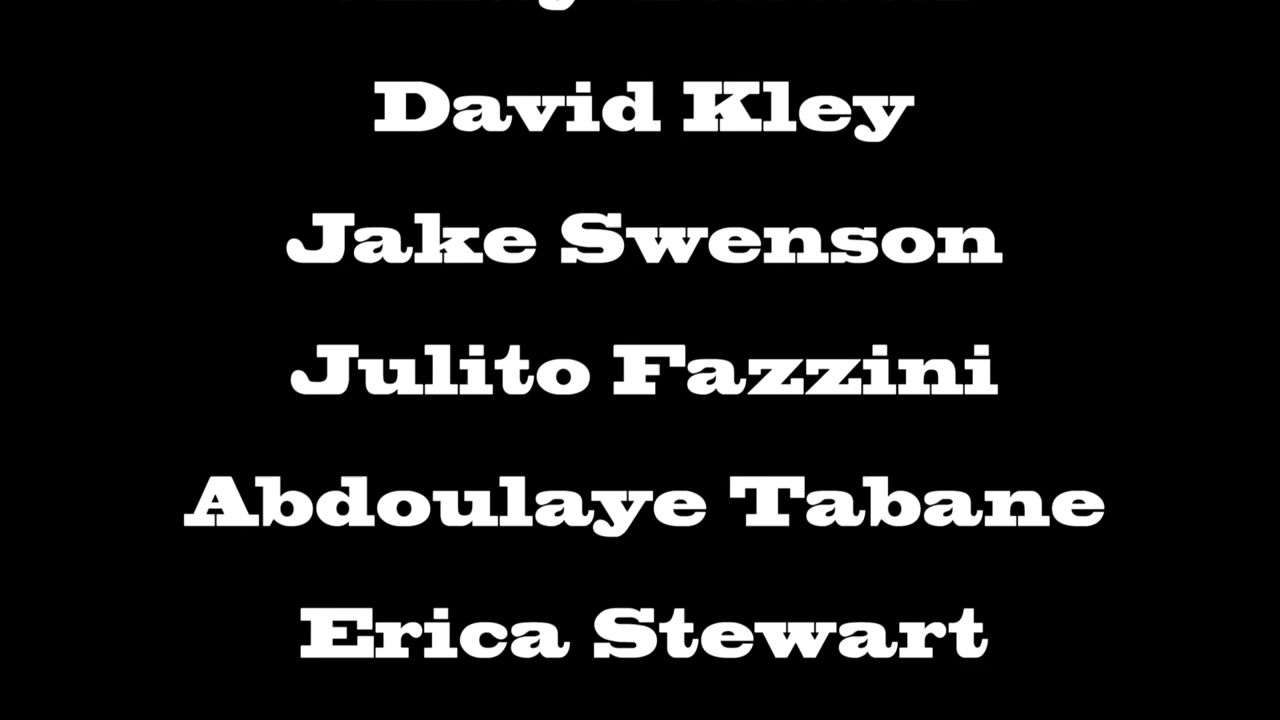 David Kley
Jake Swenson
Julito Fazzini
Abdoulaye Tabane
Erica Stewart